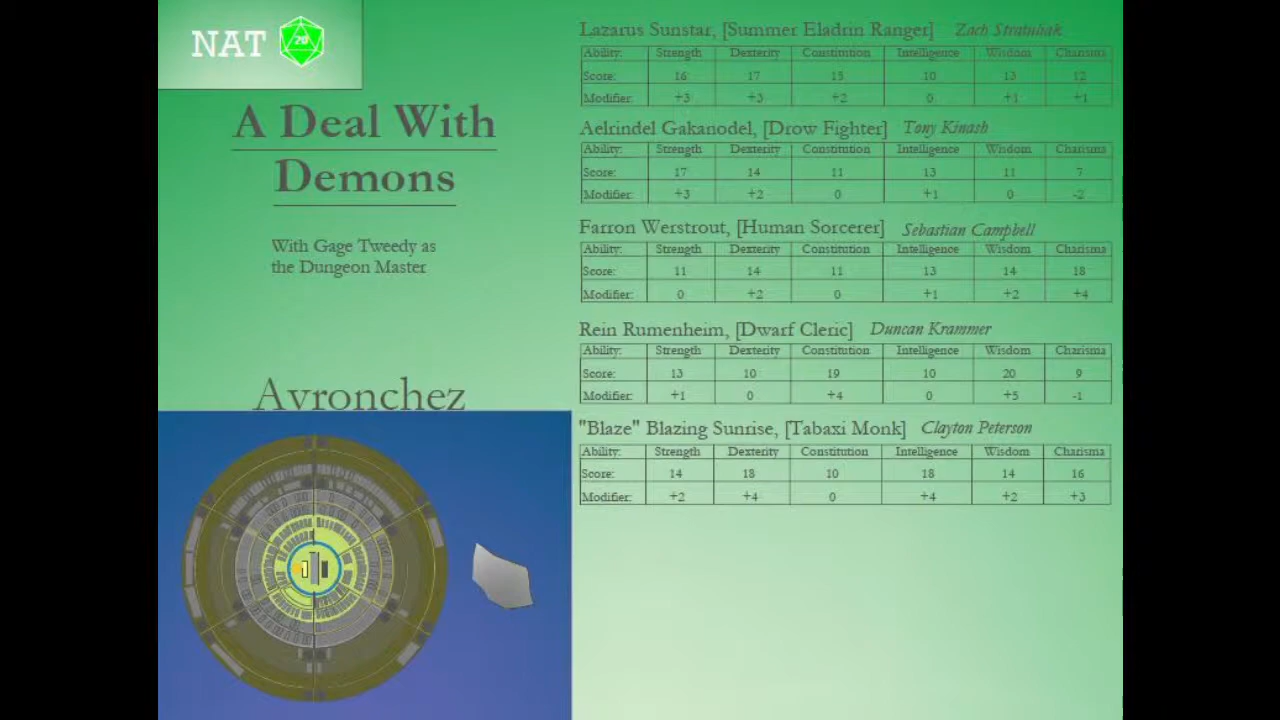 NAT 20
A Deal With
Demons
With Gage Tweedy as
the Dungeon Master
Avronchez
Lazarus Sunstar, [Summer Eladrin Ranger] Zach Stratuliak
Ability: Strength Dexterity Constitution Intelligence Wisdom Charisma
Score: 16 17 15 10 13 12
Modifier: +3 +3 +2 0 +1 +1
Aelrindel Gakanodel, [Drow Fighter] Tony Kinash
Ability: Strength Dexterity Constitution Intelligence Wisdom Charisma
Score: 17 14 11 13 11 7
Modifier: +3 +2 0 +1 0 -2
Farron Werstrout, [Human Sorcerer] Sebastian Campbell
Ability: Strength Dexterity Constitution Intelligence Wisdom Charisma
Score: 11 14 11 13 14 18
Modifier: 0 +2 0 +1 +2 +4
Rein Rumenheim, [Dwarf Cleric] Duncan Krammer
Ability: Strength Dexterity Constitution Intelligence Wisdom Charisma
Score: 13 10 19 10 20 9
Modifier: +1 0 +4 0 +5 -1
"Blaze" Blazing Sunrise, [Tabaxi Monk] Clayton Peterson
Ability: Strength Dexterity Constitution Intelligence Wisdom Charisma
Score: 14 18 10 18 14 16
Modifier: +2 +4 0 +4 +2 +3